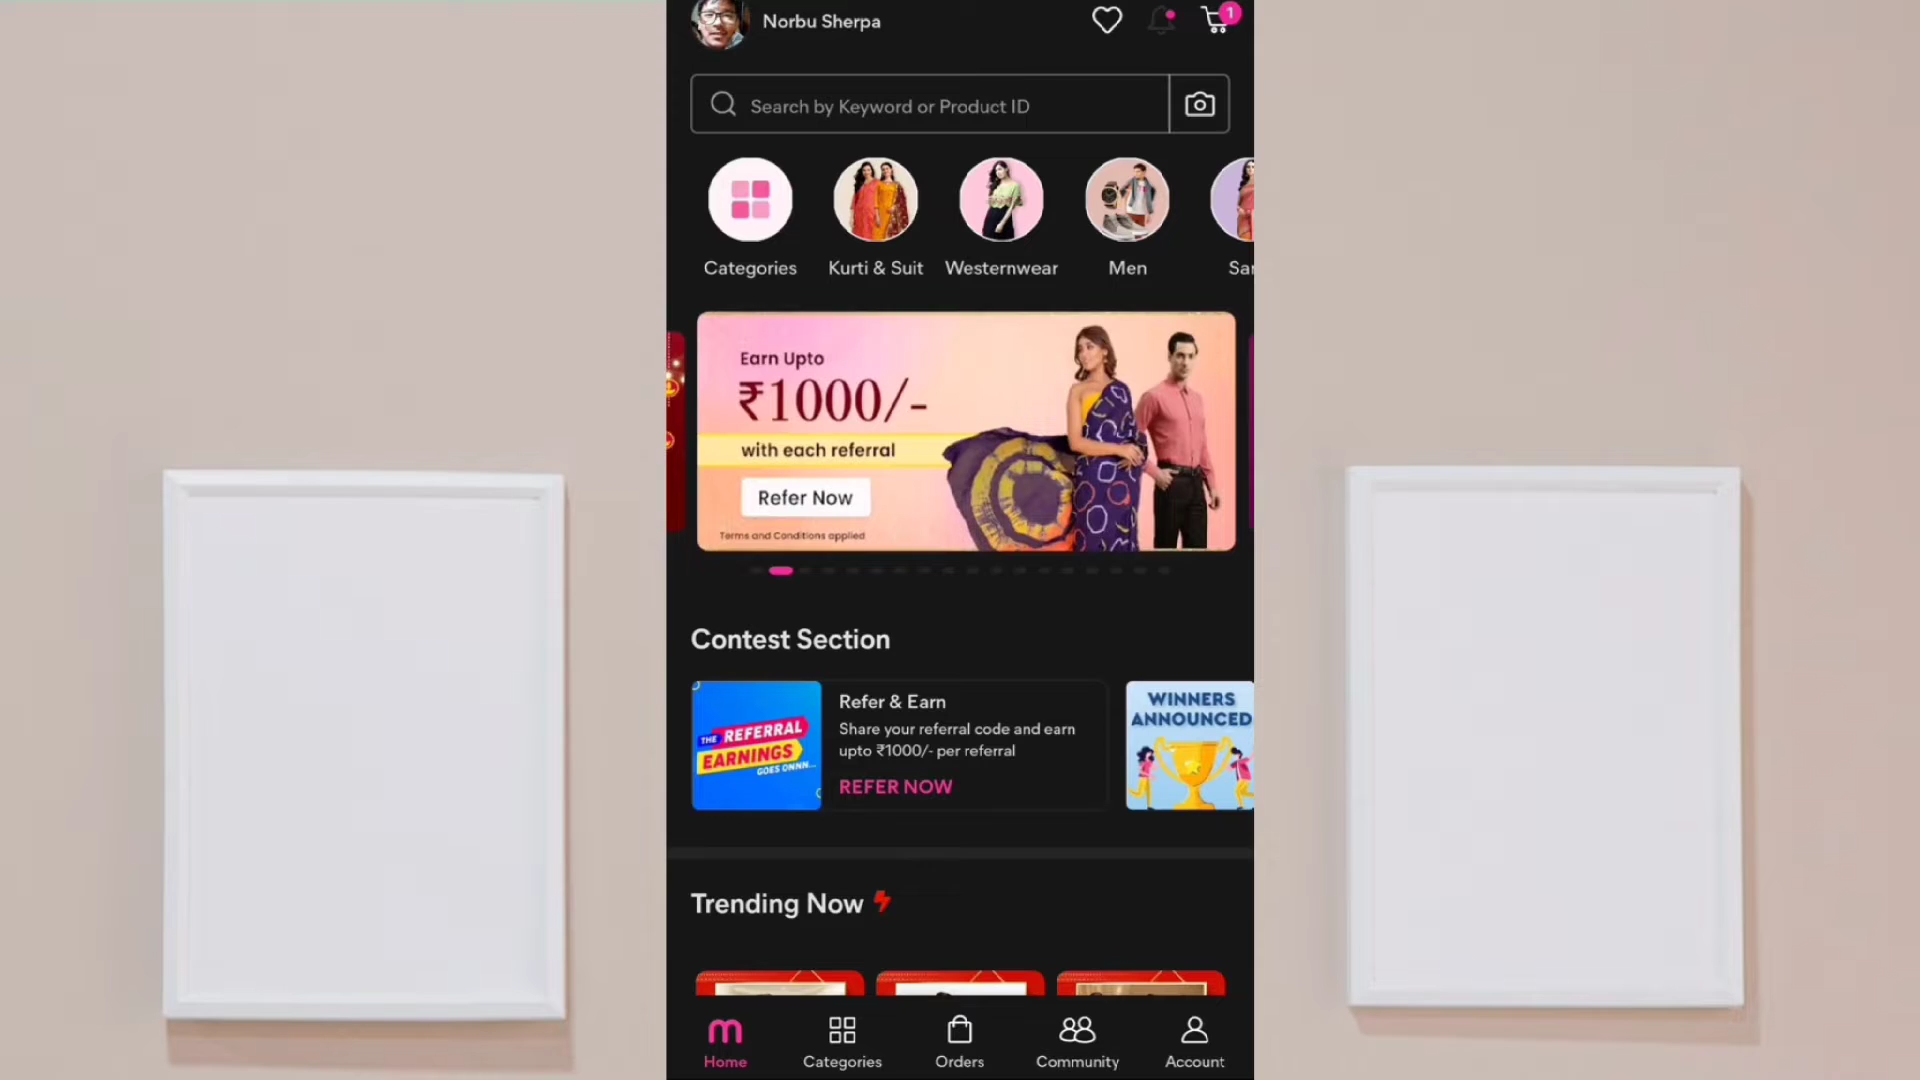 Norbu Sherpa
1
Search by Keyword or Product ID
Categories
Kurti & Suit
Westernwear
Men
Sar
Earn Upto
₹1000/-
with each referral
Refer Now
Terms and Conditions applied
Contest Section
THE REFERRAL
EARNINGS
GOES ONNN...
Refer & Earn
Share your referral code and earn
upto ₹1000/- per referral
REFER NOW
WINNERS
ANNOUNCED
Trending Now
m
Home
Categories
Orders
Community
Account